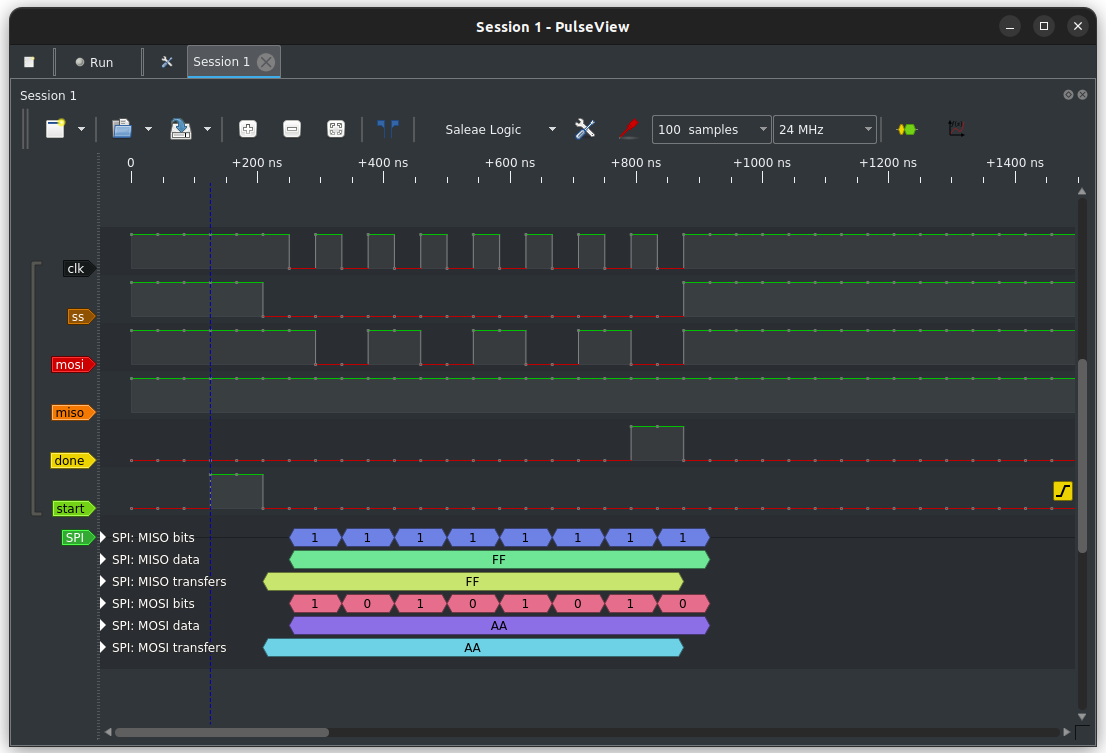 Session 1 - PulseView
Run
Session 1
Session 1
Saleae Logic
100 samples
24 MHz
0 +200 ns +400 ns +600 ns +800 ns +1000 ns +1200 ns +1400 ns
clk
ss
mosi
miso
done
start
SPI SPI: MISO bits 1 1 1 1 1 1 1 1
SPI: MISO data FF
SPI: MISO transfers FF
SPI: MOSI bits 1 0 1 0 1 0 1 0
SPI: MOSI data AA
SPI: MOSI transfers AA